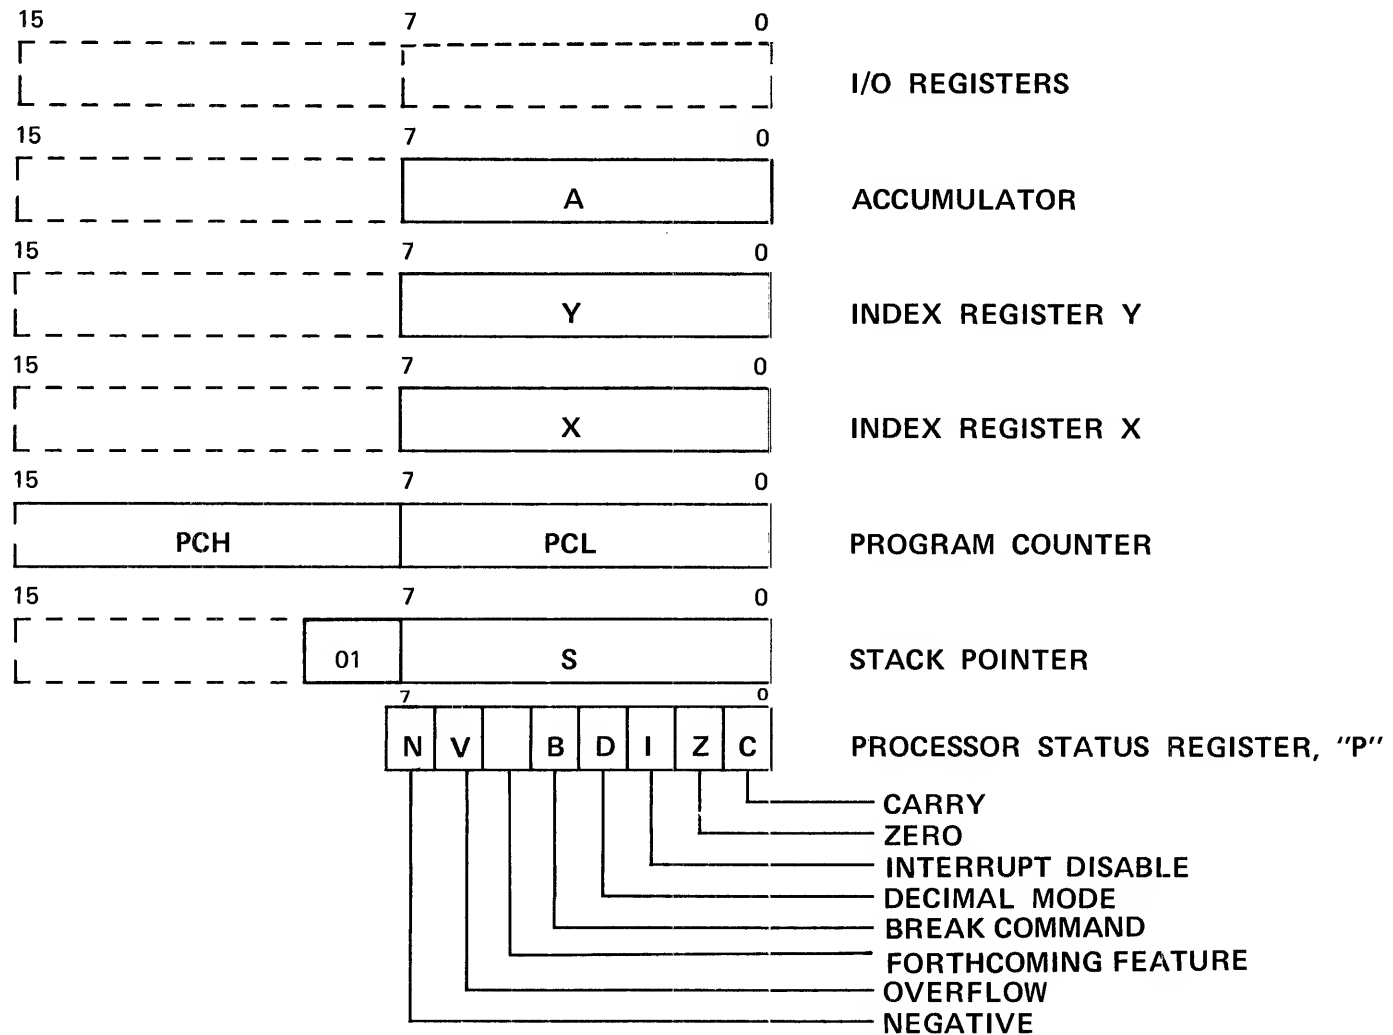 15 7 0
I/O REGISTERS
15 7 0
A ACCUMULATOR
15 7 0
Y INDEX REGISTER Y
15 7 0
X INDEX REGISTER X
15 7 0
PCH PCL PROGRAM COUNTER
15 7 0
01 S STACK POINTER
7 0
N V B D I Z C PROCESSOR STATUS REGISTER, "P"
CARRY
ZERO
INTERRUPT DISABLE
DECIMAL MODE
BREAK COMMAND
FORTHCOMING FEATURE
OVERFLOW
NEGATIVE